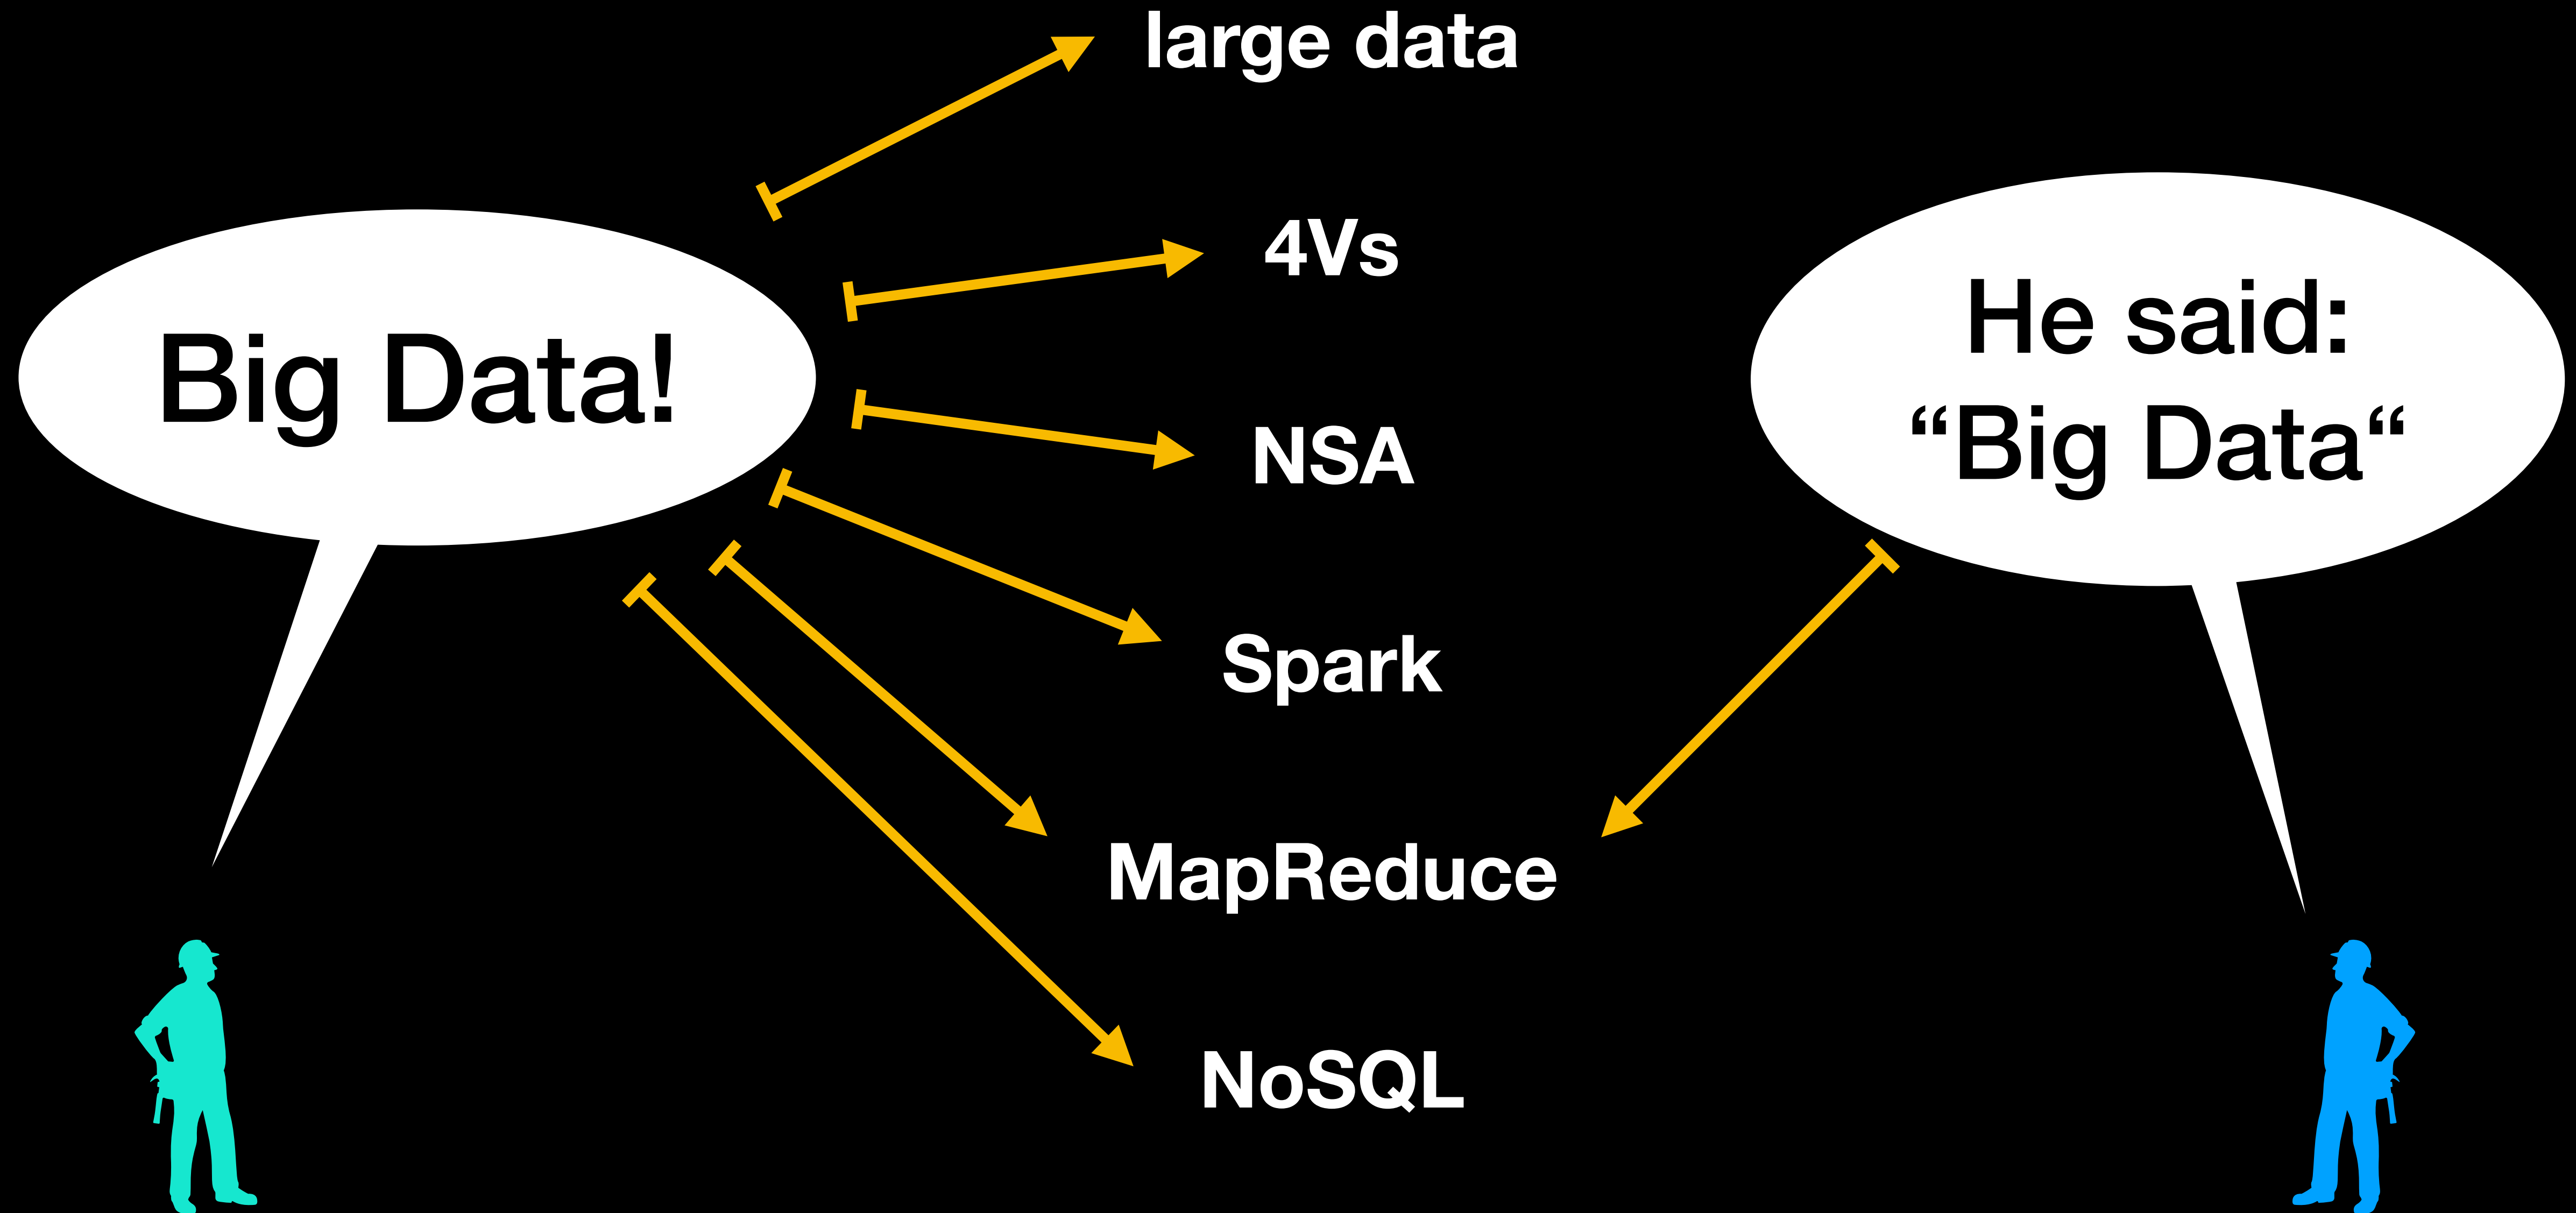 large data
4Vs
Big Data!
NSA
Spark
MapReduce
NoSQL
He said:
“Big Data“